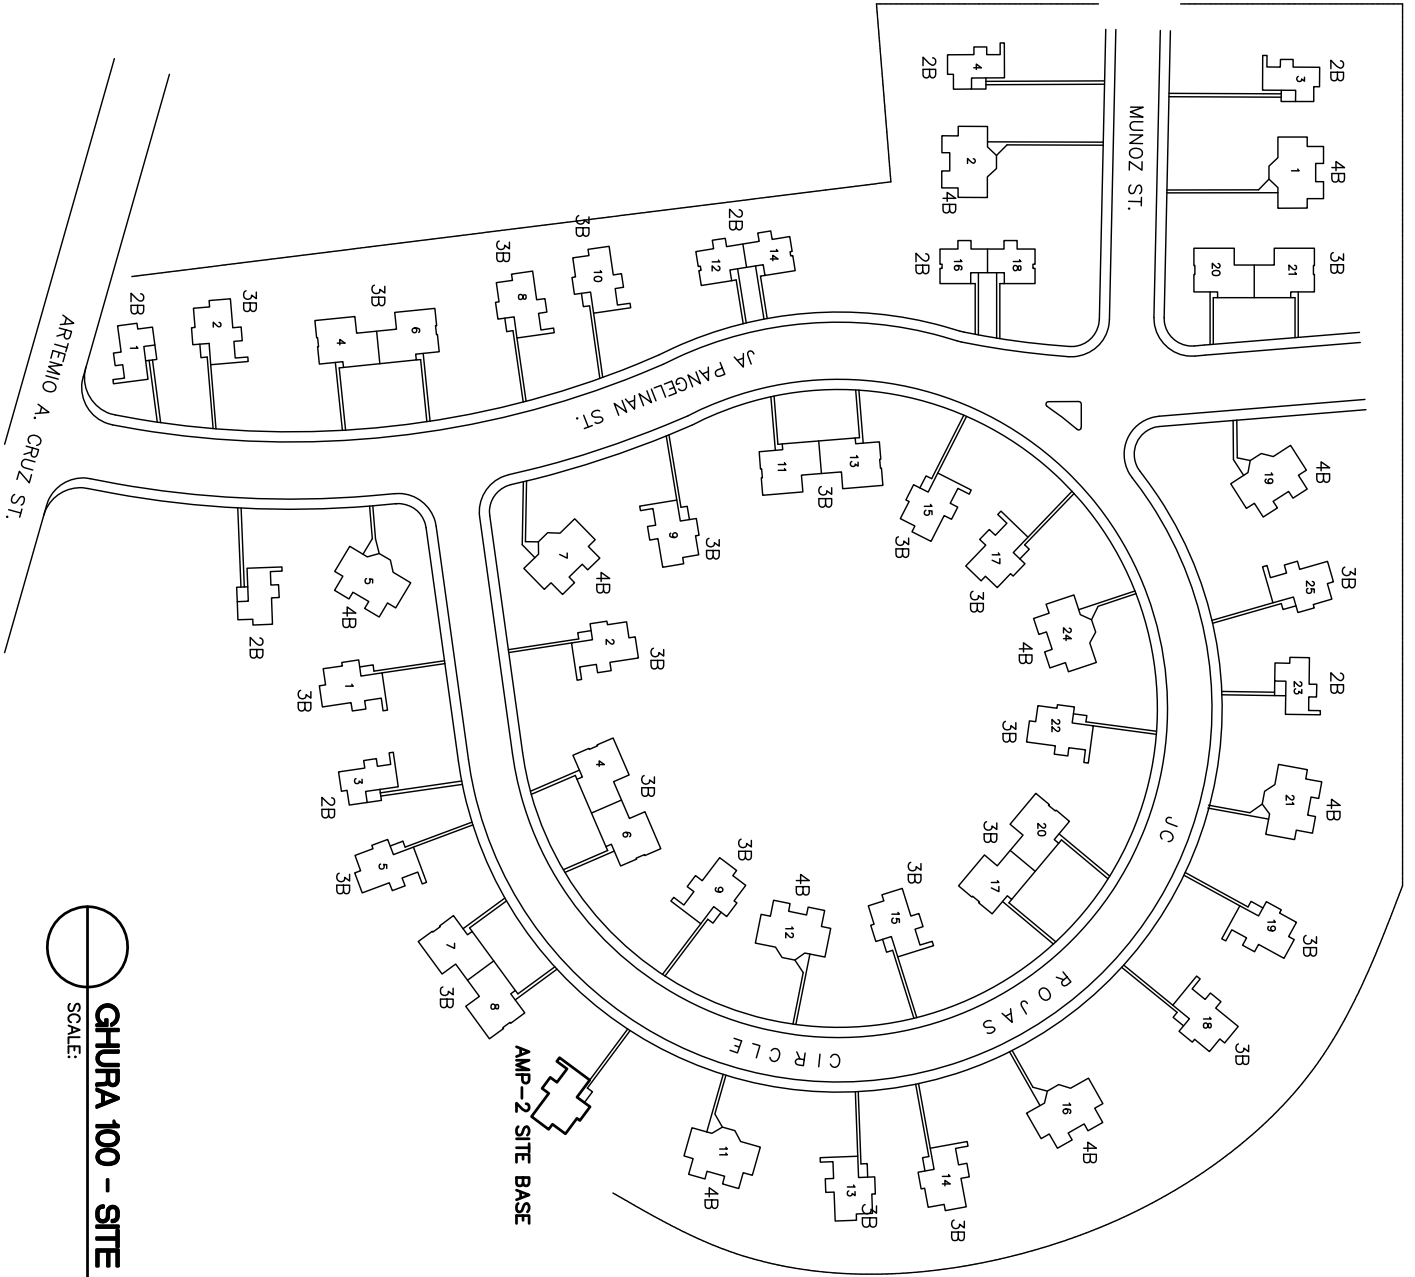 2B
4
2B
3
2
4B
1
4B
MUNOZ ST.
2B
16
18
20
21
3B
2B
12
14
3B
10
3B
8
3B
4
6
3B
2
2B
1
ARTEMIO A. CRUZ ST.
JA PANGELINAN ST.
11
13
3B
15
3B
17
3B
19
4B
9
3B
7
4B
5
4B
2B
25
3B
24
4B
2
3B
1
3B
23
2B
22
3B
21
4B
3
2B
4
6
3B
5
3B
20
17
3B
9
3B
12
4B
15
3B
19
3B
18
3B
7
8
3B
JC ROJAS CIRCLE
16
4B
11
4B
13
3B
14
3B
AMP-2 SITE BASE
GHURA 100 - SITE
SCALE: